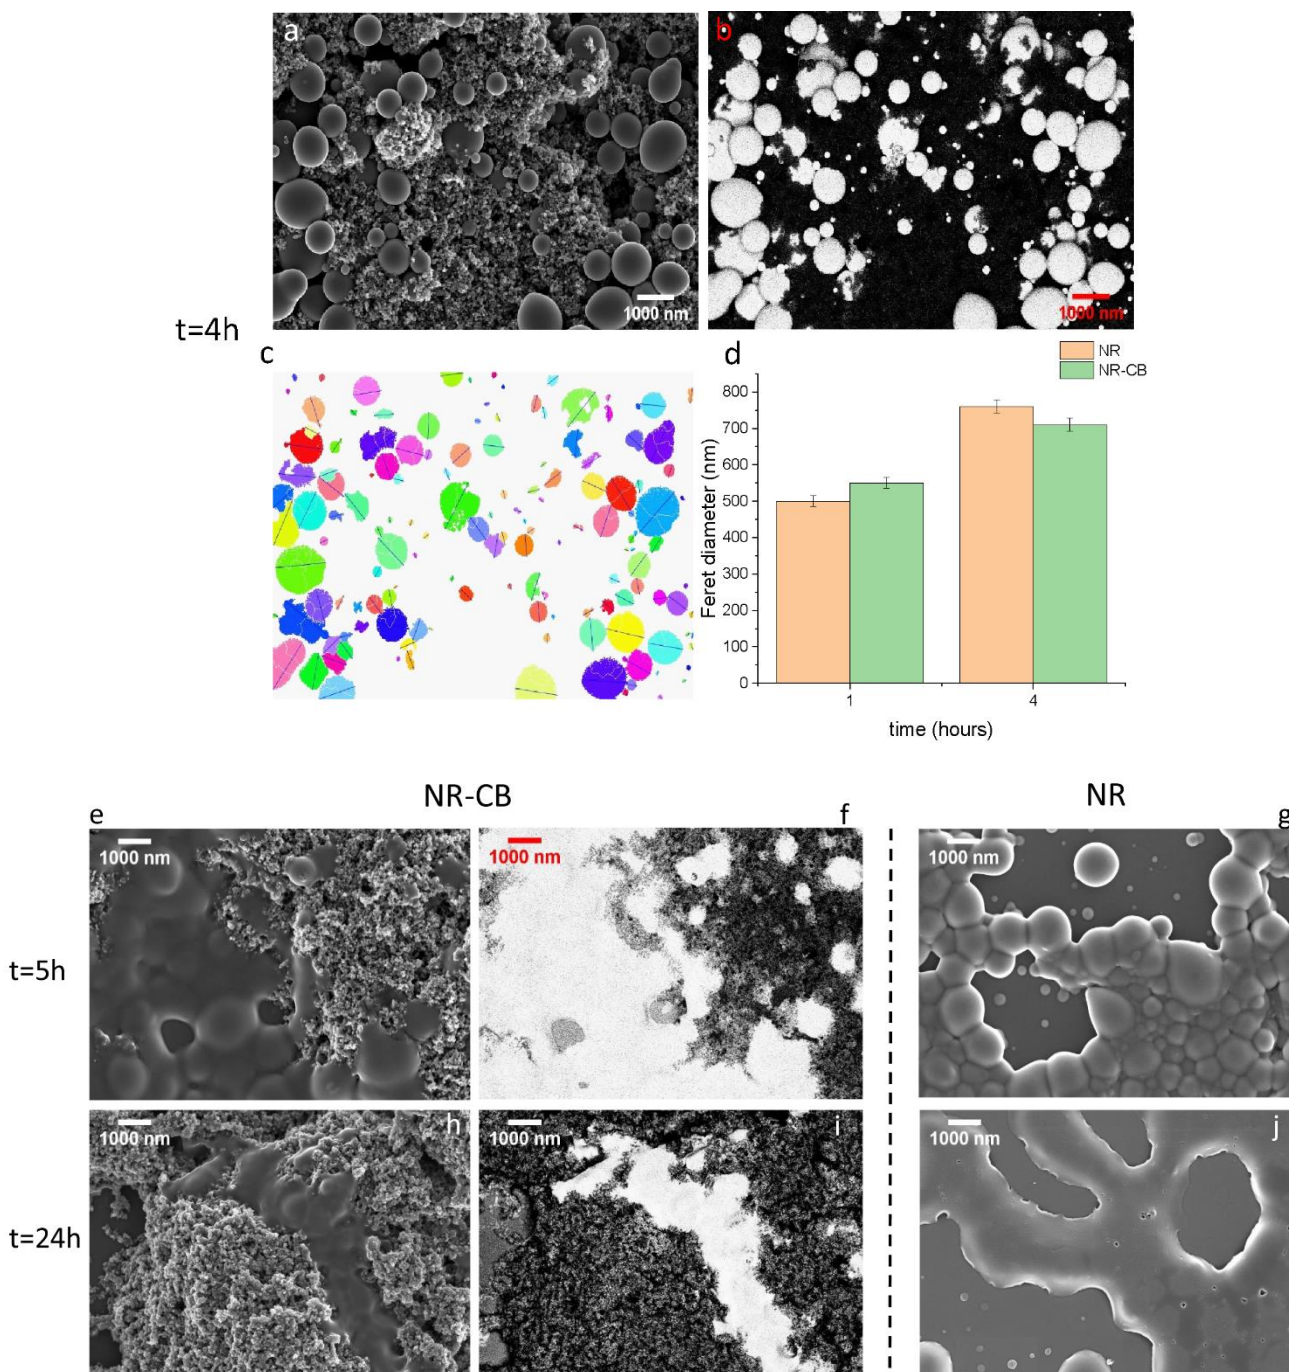 a
1000 nm
b
1000 nm
t=4h
c
d
NR
NR-CB
800
700
600
500
400
300
200
100
0
Feret diameter (nm)
1
4
time (hours)
NR-CB
NR
e
1000 nm
f
1000 nm
g
1000 nm
t=5h
h
1000 nm
i
1000 nm
j
1000 nm
t=24h